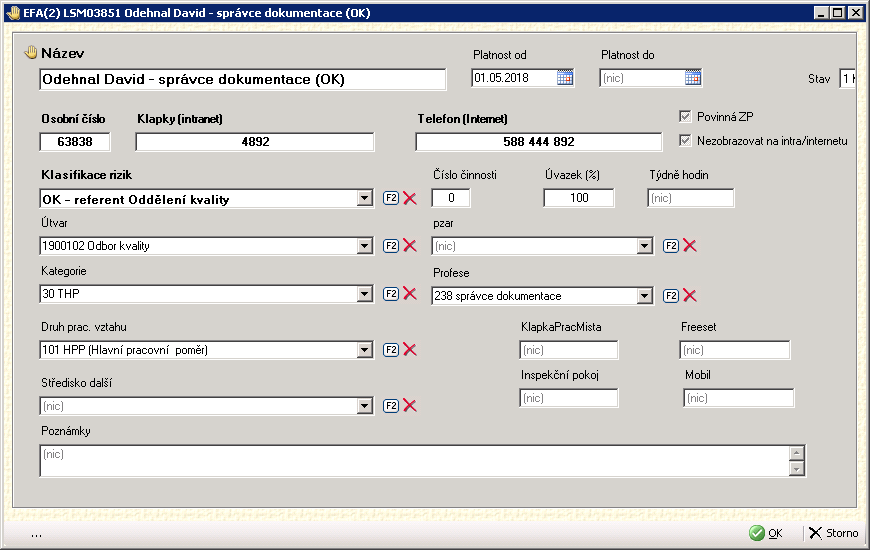 EFA(2) LSM03851 Odehnal David - správce dokumentace (OK)
Název
Platnost od
Platnost do
Odehnal David - správce dokumentace (OK)
01.05.2018
(nic)
Stav
Osobní číslo
Klapky (intranet)
Telefon (Internet)
Povinná ZP
63838
4892
588 444 892
Nezobrazovat na intra/internetu
Klasifikace rizik
Číslo činnosti
Úvazek (%)
Týdně hodin
OK - referent Oddělení kvality
F2
0
100
(nic)
Útvar
pzar
1900102 Odbor kvality
F2
(nic)
F2
Kategorie
Profese
30 THP
F2
238 správce dokumentace
F2
Druh prac. vztahu
KlapkaPracMista
Freeset
101 HPP (Hlavní pracovní poměr)
F2
(nic)
(nic)
Středisko další
Inspekční pokoj
Mobil
(nic)
F2
(nic)
(nic)
Poznámky
(nic)
...
OK
Storno